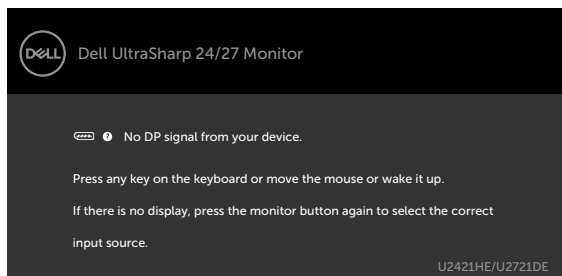 DELL
Dell UltraSharp 24/27 Monitor
? No DP signal from your device.
Press any key on the keyboard or move the mouse or wake it up.
If there is no display, press the monitor button again to select the correct
input source.
U2421HE/U2721DE